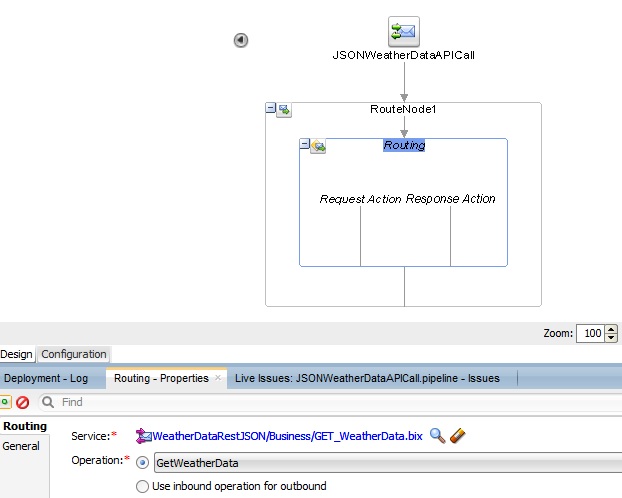 JSONWeatherDataAPICall
RouteNode1
Routing
Request Action Response Action
Zoom: 100
Design Configuration
Deployment - Log Routing - Properties × Live Issues: JSONWeatherDataAPICall.pipeline - Issues
Find
Routing
General
Service:* WeatherDataRestJSON/Business/GET_WeatherData.bix
Operation:* GetWeatherData
Use inbound operation for outbound